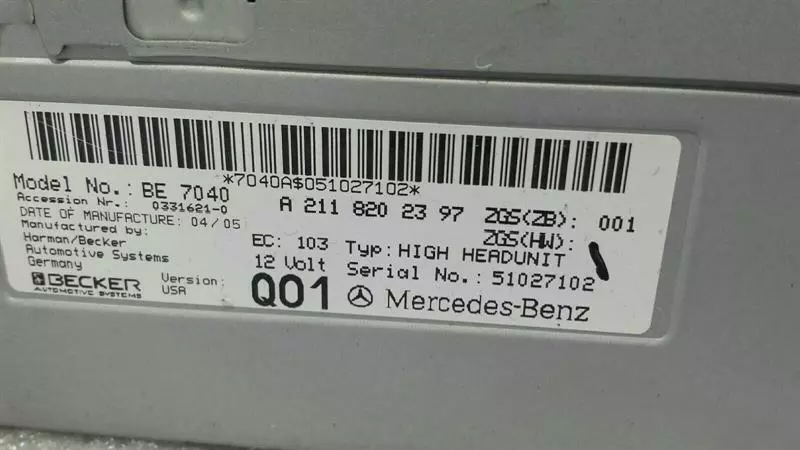 *7040A$051027102*
Model No.: BE 7040
Accession Nr.: 0331621-0
A 211 820 23 97 ZGS(ZB): 001
DATE OF MANUFACTURE: 04/05
ZGS(HW):
Manufactured by:
Harman/Becker
Automotive Systems
Germany
EC: 103 Typ: HIGH HEADUNIT
12 Volt Serial No.: 51027102
BECKER
AUTOMOTIVE SYSTEMS
Version:
USA
Q01 Mercedes-Benz